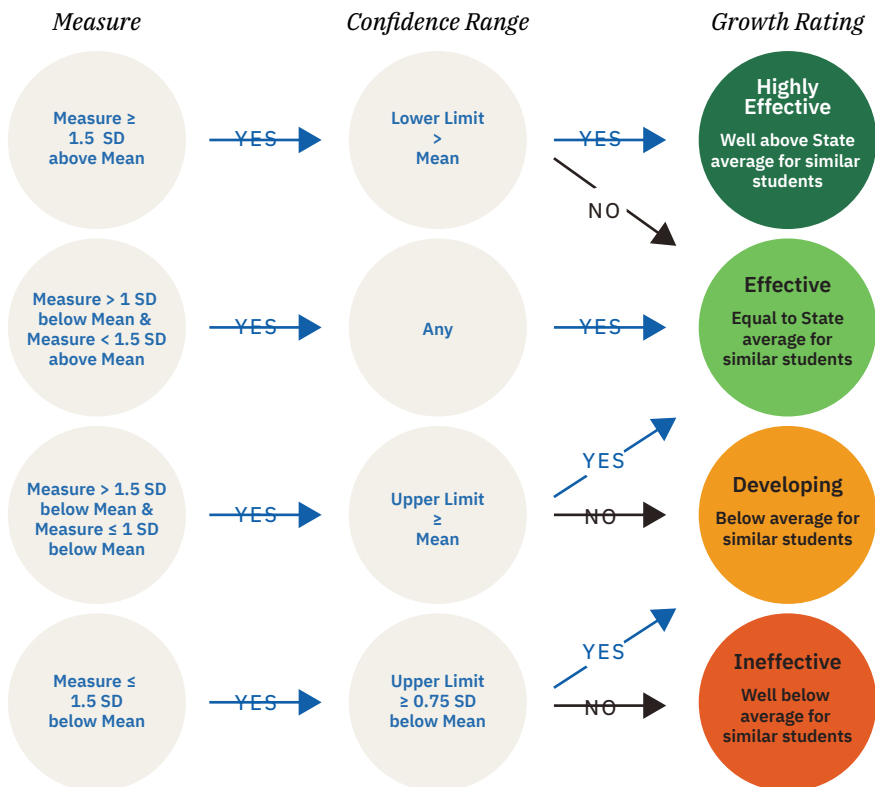 Measure
Confidence Range
Growth Rating
Measure ≥
1.5 SD
above Mean
YES
Lower Limit
>
Mean
YES
NO
Highly
Effective
Well above State
average for similar
students
Measure > 1 SD
below Mean &
Measure < 1.5 SD
above Mean
YES
Any
YES
Effective
Equal to State
average for
similar students
Measure > 1.5 SD
below Mean &
Measure ≤ 1 SD
below Mean
YES
Upper Limit
≥
Mean
YES
NO
Developing
Below average for
similar students
Measure ≤
1.5 SD
below Mean
YES
Upper Limit
≥ 0.75 SD
below Mean
YES
NO
Ineffective
Well below
average for
similar students